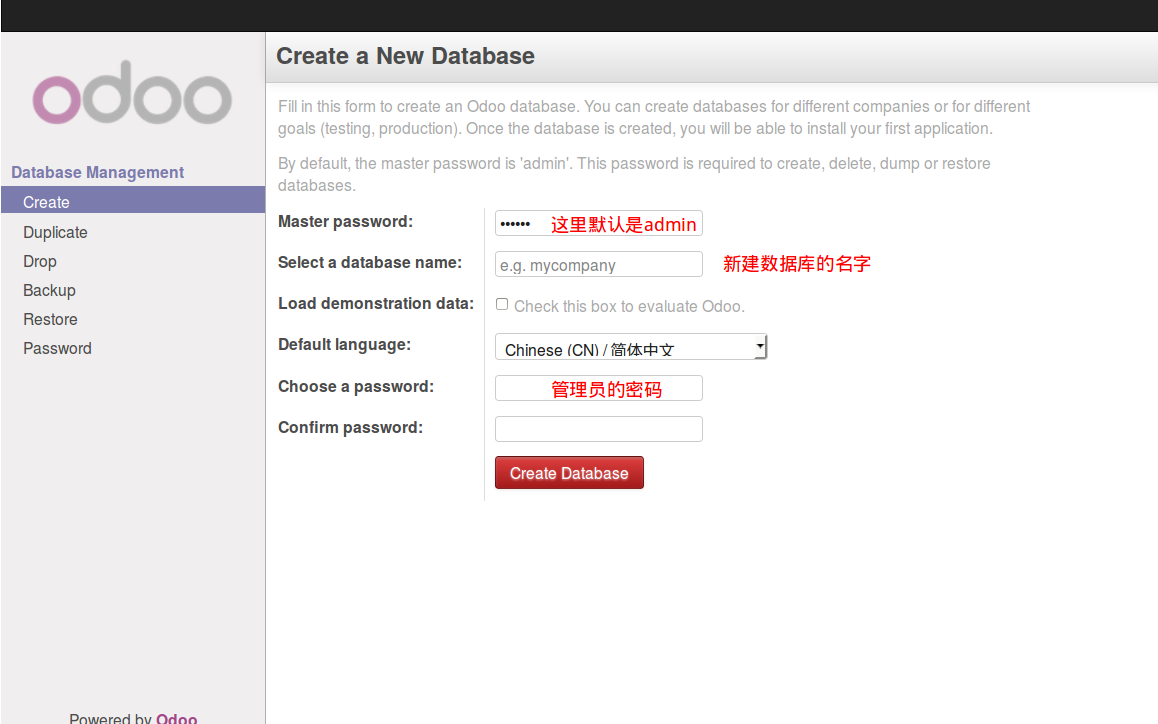 odoo
Database Management
Create
Duplicate
Drop
Backup
Restore
Password
Powered by Odoo
Create a New Database
Fill in this form to create an Odoo database. You can create databases for different companies or for different
goals (testing, production). Once the database is created, you will be able to install your first application.
By default, the master password is 'admin'. This password is required to create, delete, dump or restore
databases.
Master password: •••••• 这里默认是admin
Select a database name: e.g. mycompany 新建数据库的名字
Load demonstration data: Check this box to evaluate Odoo.
Default language: Chinese (CN) / 简体中文
Choose a password: 管理员的密码
Confirm password:
Create Database